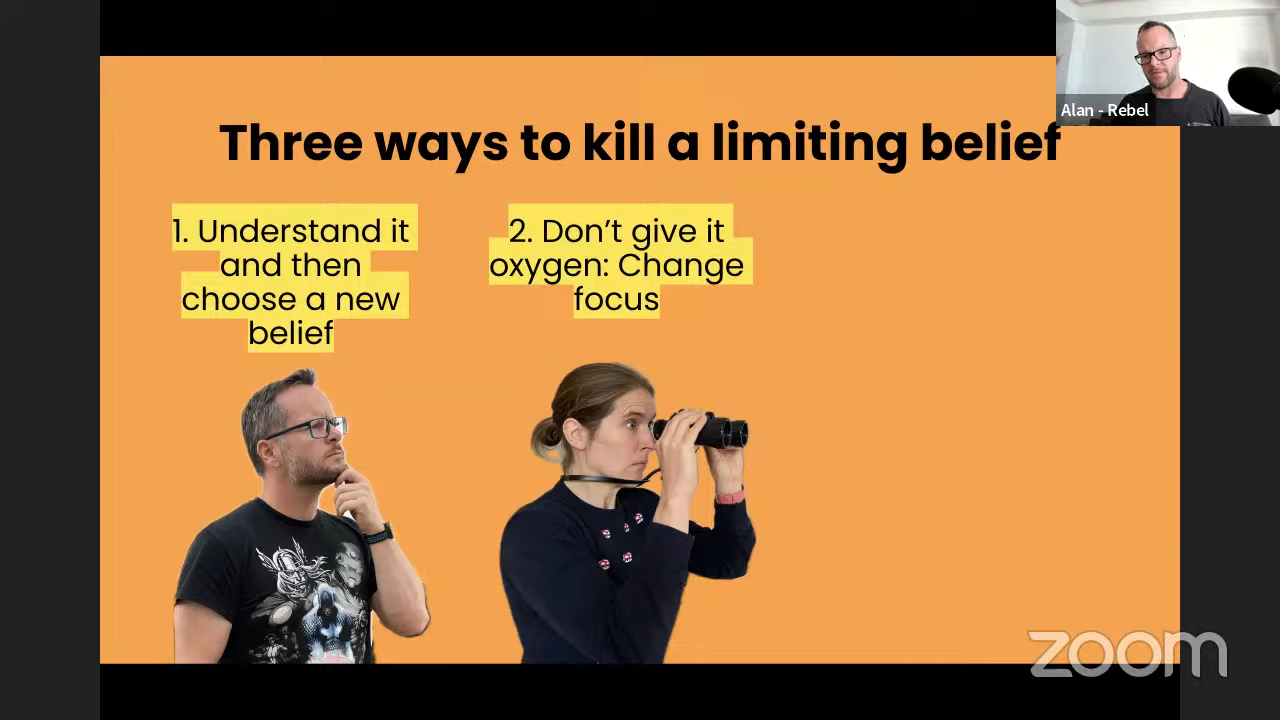 Alan - Rebel
Three ways to kill a limiting belief
1. Understand it
and then
choose a new
belief
2. Don’t give it
oxygen: Change
focus
zoom